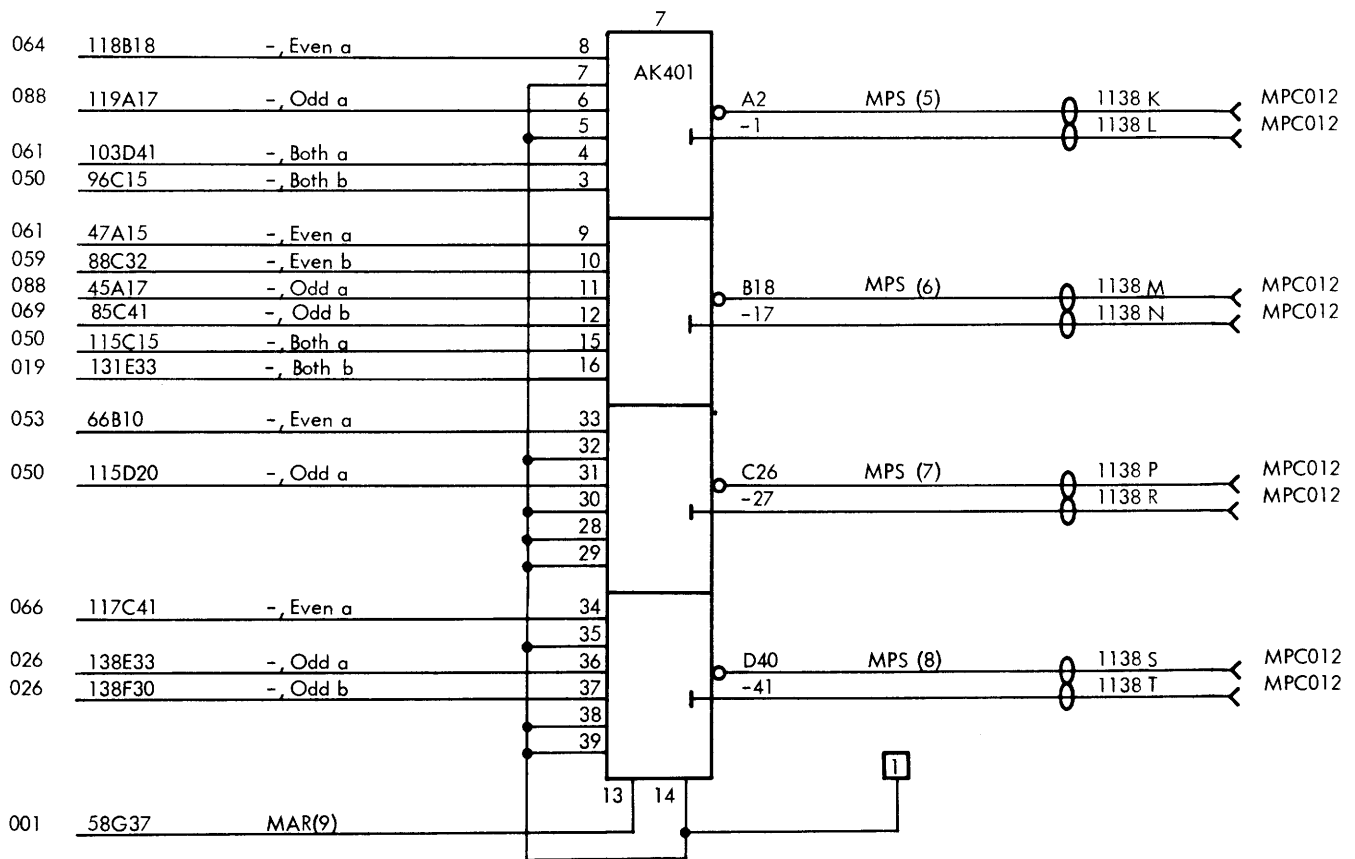 7
064 118B18 -, Even a 8
7 AK401
088 119A17 -, Odd a 6 A2 MPS (5) 1138 K MPC012
5 -1 1138 L MPC012
061 103D41 -, Both a 4
050 96C15 -, Both b 3
061 47A15 -, Even a 9
059 88C32 -, Even b 10
088 45A17 -, Odd a 11 B18 MPS (6) 1138 M MPC012
069 85C41 -, Odd b 12 -17 1138 N MPC012
050 115C15 -, Both a 15
019 131E33 -, Both b 16
053 66B10 -, Even a 33
32
050 115D20 -, Odd a 31 C26 MPS (7) 1138 P MPC012
30 -27 1138 R MPC012
28
29
066 117C41 -, Even a 34
35
026 138E33 -, Odd a 36 D40 MPS (8) 1138 S MPC012
026 138F30 -, Odd b 37 -41 1138 T MPC012
38
39
1
13 14
001 58G37 MAR(9)